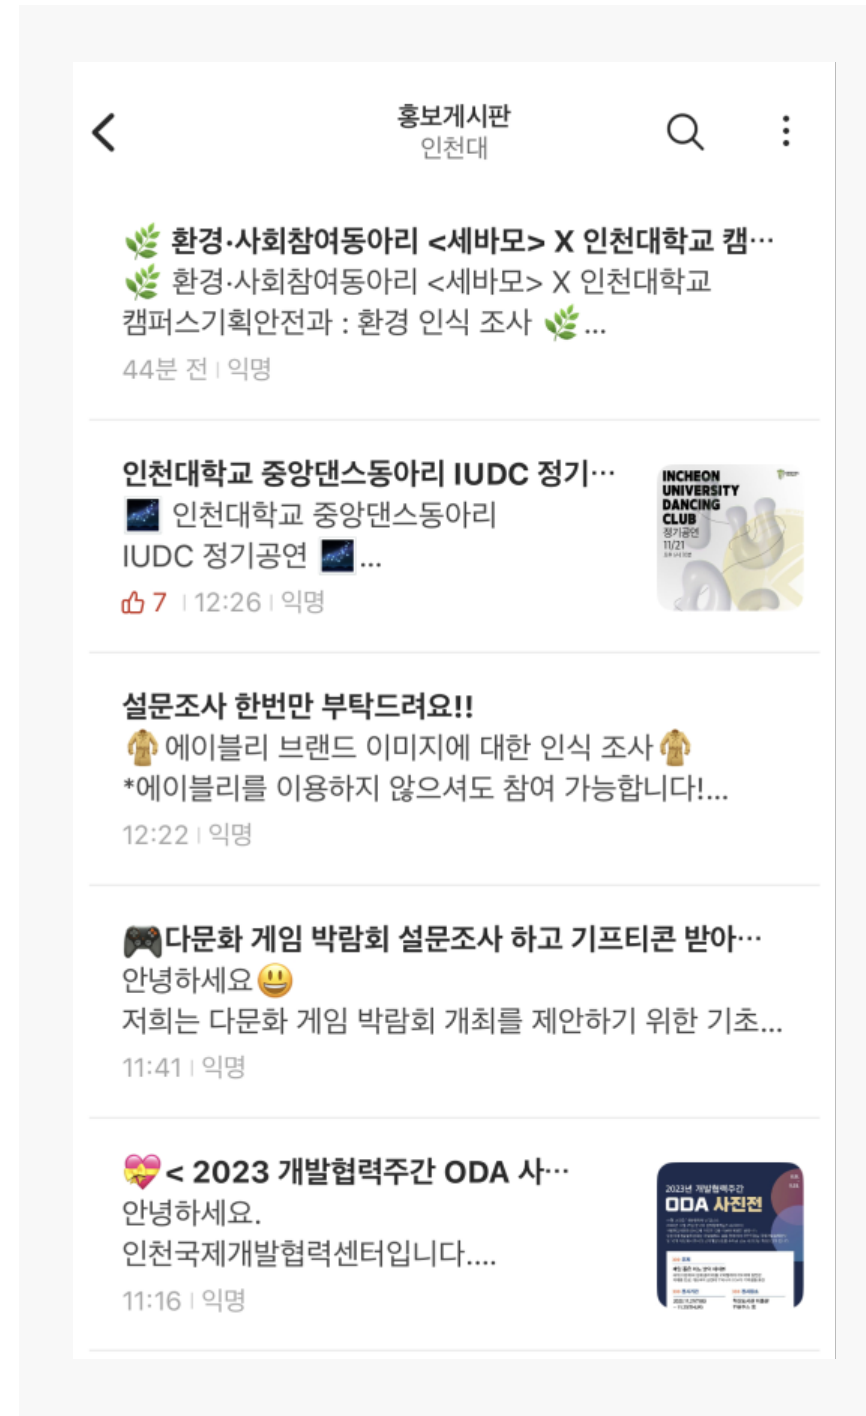 홍보게시판
인천대
🌿 환경·사회참여동아리 <세바모> X 인천대학교 캠…
🌿 환경·사회참여동아리 <세바모> X 인천대학교
캠퍼스기획안전과 : 환경 인식 조사 🌿...
44분 전 | 익명
인천대학교 중앙댄스동아리 IUDC 정기…
🌌 인천대학교 중앙댄스동아리
IUDC 정기공연 🌌...
7 | 12:26 | 익명
INCHEON
UNIVERSITY
DANCING
CLUB
정기공연
11/21
설문조사 한번만 부탁드려요!!
🧥에이블리 브랜드 이미지에 대한 인식 조사🧥
*에이블리를 이용하지 않으셔도 참여 가능합니다!...
12:22 | 익명
🎮다문화 게임 박람회 설문조사 하고 기프티콘 받아…
안녕하세요😃
저희는 다문화 게임 박람회 개최를 제안하기 위한 기초...
11:41 | 익명
💝< 2023 개발협력주간 ODA 사…
안녕하세요.
인천국제개발협력센터입니다....
11:16 | 익명
2023년 개발협력주간
ODA 사진전